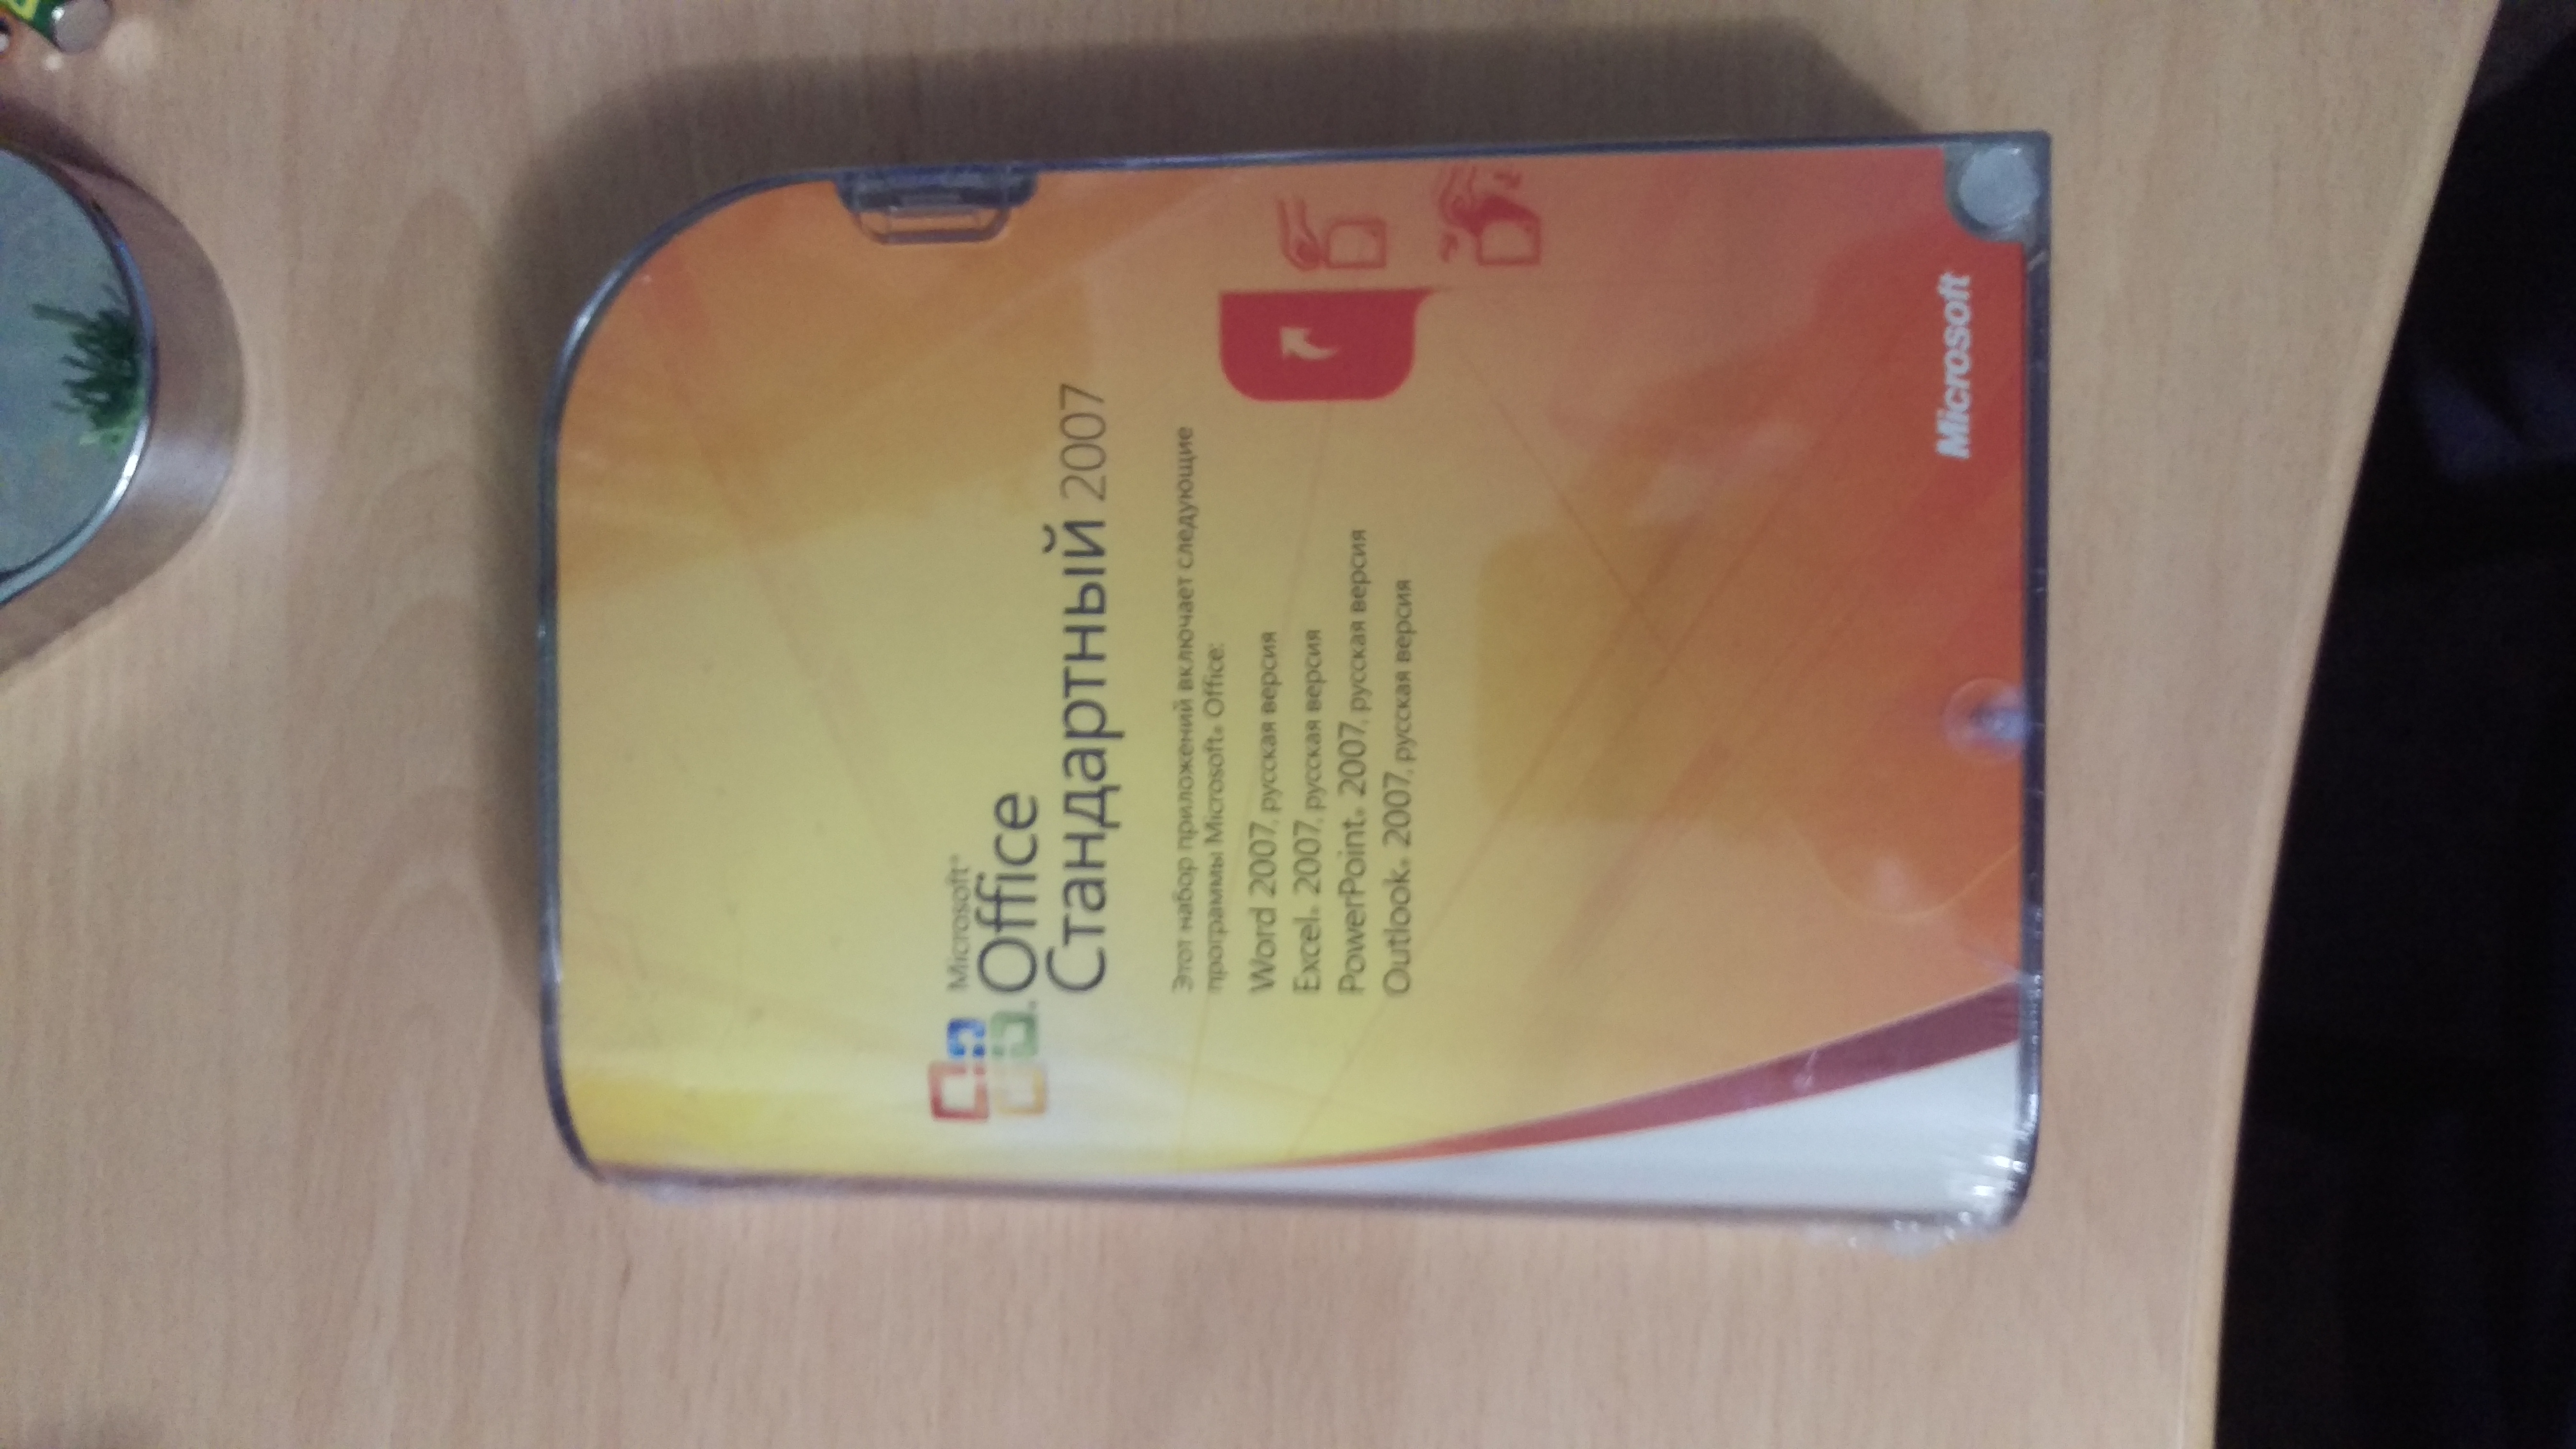 Microsoft®
Office
Стандартный 2007
Этот набор приложений включает следующие
программы Microsoft® Office:
Word 2007, русская версия
Excel® 2007, русская версия
PowerPoint® 2007, русская версия
Outlook® 2007, русская версия
Microsoft